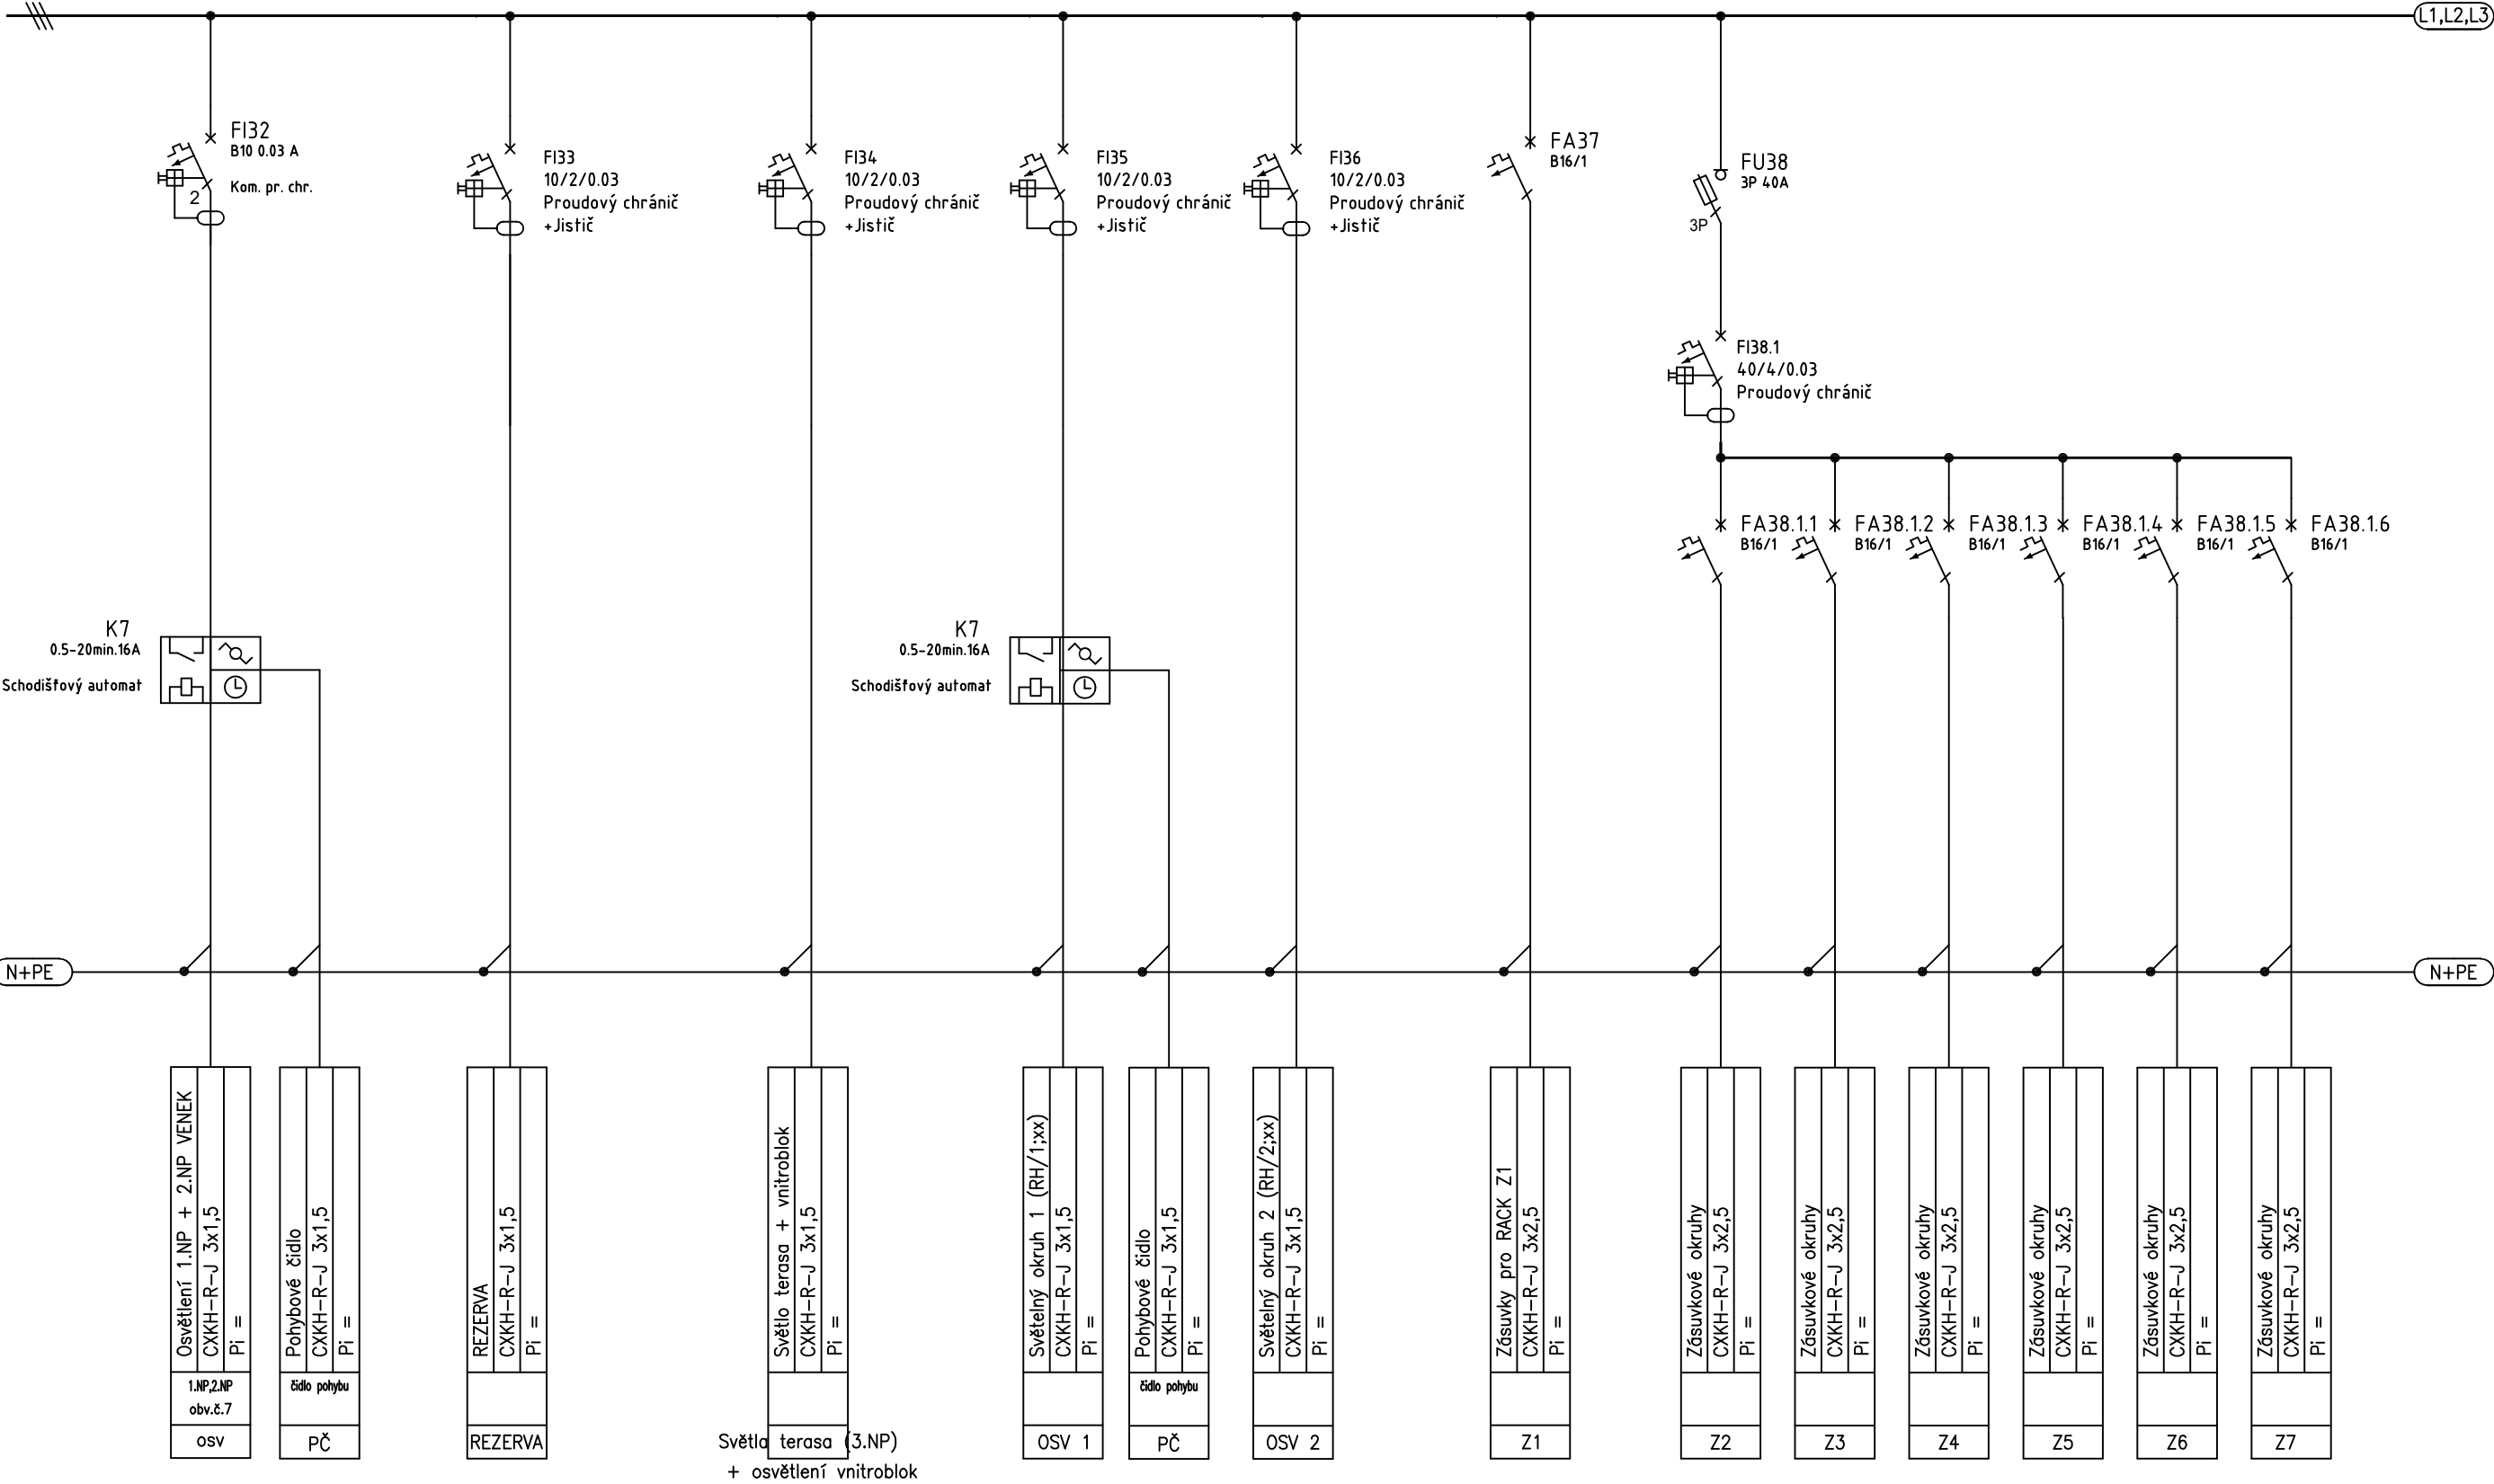 L1,L2,L3
FI32
B10 0.03 A
Kom. pr. chr.
2
FI33
10/2/0.03
Proudový chránič
+Jistič
FI34
10/2/0.03
Proudový chránič
+Jistič
FI35
10/2/0.03
Proudový chránič
+Jistič
FI36
10/2/0.03
Proudový chránič
+Jistič
FA37
B16/1
FU38
3P 40A
3P
FI38.1
40/4/0.03
Proudový chránič
FA38.1.1
B16/1
FA38.1.2
B16/1
FA38.1.3
B16/1
FA38.1.4
B16/1
FA38.1.5
B16/1
FA38.1.6
B16/1
K7
0.5-20min.16A
Schodišťový automat
K7
0.5-20min.16A
Schodišťový automat
N+PE
N+PE
Osvětlení 1.NP + 2.NP VENEK
CXKH-R-J 3x1,5
Pi =
1.NP,2.NP
obv.č.7
osv
Pohybové čidlo
CXKH-R-J 3x1,5
Pi =
čidlo pohybu
PČ
REZERVA
CXKH-R-J 3x1,5
Pi =
REZERVA
Světlo terasa + vnitroblok
CXKH-R-J 3x1,5
Pi =
Světla terasa (3.NP)
+ osvětlení vnitroblok
Světelný okruh 1 (RH/1;xx)
CXKH-R-J 3x1,5
Pi =
OSV 1
Pohybové čidlo
CXKH-R-J 3x1,5
Pi =
čidlo pohybu
PČ
Světelný okruh 2 (RH/2;xx)
CXKH-R-J 3x1,5
Pi =
OSV 2
Zásuvky pro RACK Z1
CXKH-R-J 3x2,5
Pi =
Z1
Zásuvkové okruhy
CXKH-R-J 3x2,5
Pi =
Z2
Zásuvkové okruhy
CXKH-R-J 3x2,5
Pi =
Z3
Zásuvkové okruhy
CXKH-R-J 3x2,5
Pi =
Z4
Zásuvkové okruhy
CXKH-R-J 3x2,5
Pi =
Z5
Zásuvkové okruhy
CXKH-R-J 3x2,5
Pi =
Z6
Zásuvkové okruhy
CXKH-R-J 3x2,5
Pi =
Z7